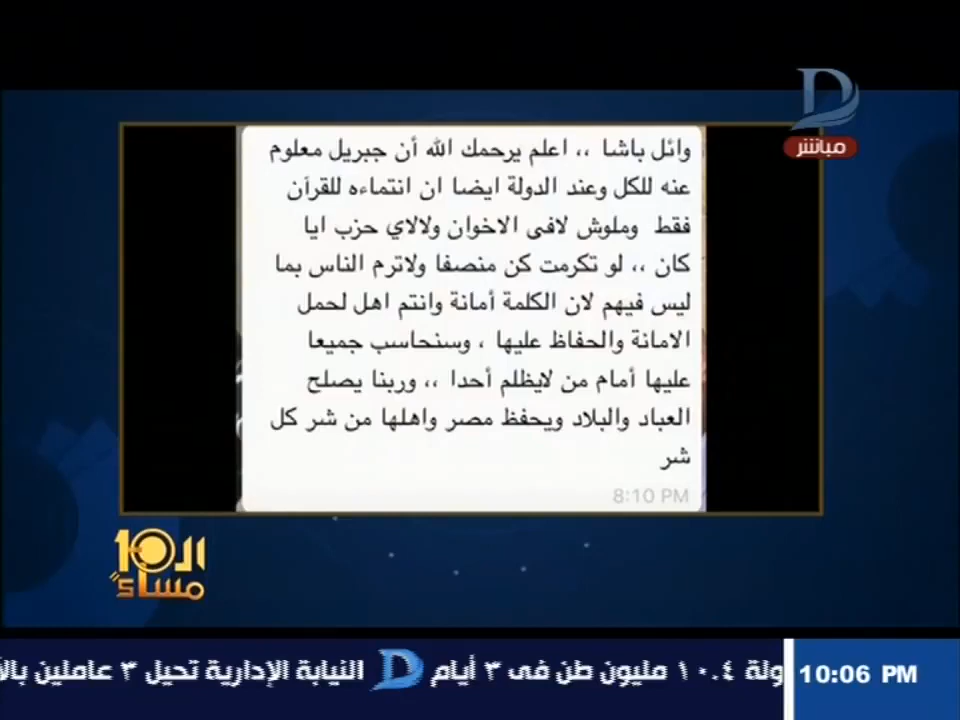 مباشر
وائل باشا ،، اعلم يرحمك الله أن جبريل معلوم
عنه للكل وعند الدولة ايضا ان انتماءه للقرآن
فقط وملوش لافى الاخوان ولالاي حزب ايا
كان ،، لو تكرمت كن منصفا ولاترم الناس بما
ليس فيهم لان الكلمة أمانة وانتم اهل لحمل
الامانة والحفاظ عليها ، وسنحاسب جميعا
عليها أمام من لايظلم أحدا ،، وربنا يصلح
العباد والبلاد ويحفظ مصر واهلها من شر كل
شر
8:10 PM
الـ10
مساءً
ولة ١٠.٤ مليون طن فى ٣ أيام
النيابة الإدارية تحيل ٣ عاملين
10:06 PM